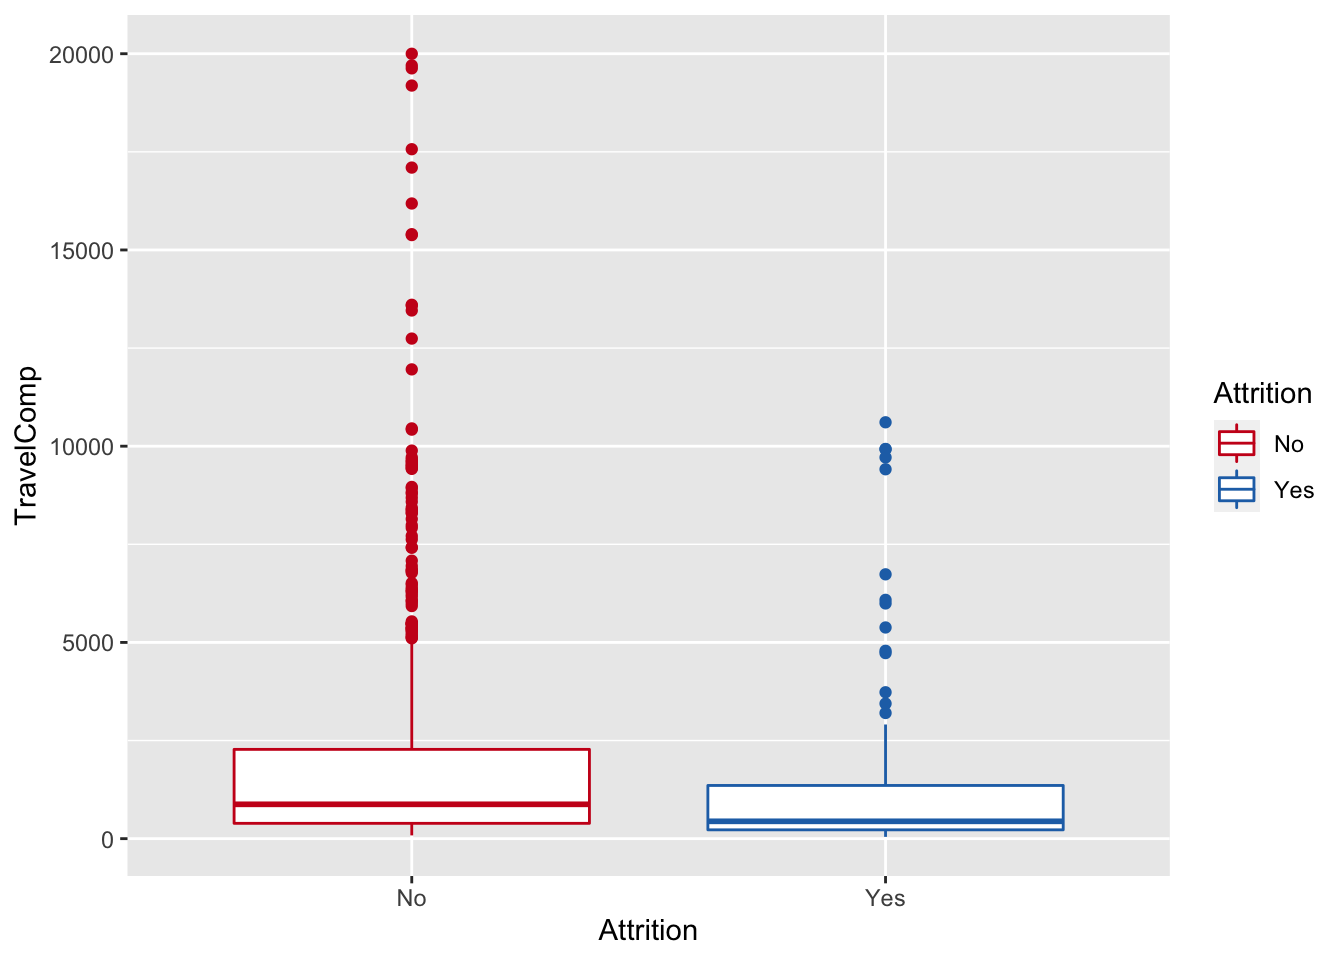 20000
15000
10000
5000
0
TravelComp
No
Yes
Attrition
Attrition
No
Yes